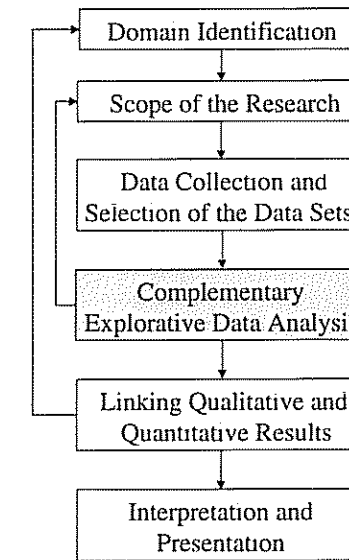 Domain Identification
Scope of the Research
Data Collection and
Selection of the Data Sets
Complementary
Explorative Data Analysi
Linking Qualitative and
Quantitative Results
Interpretation and
Presentation